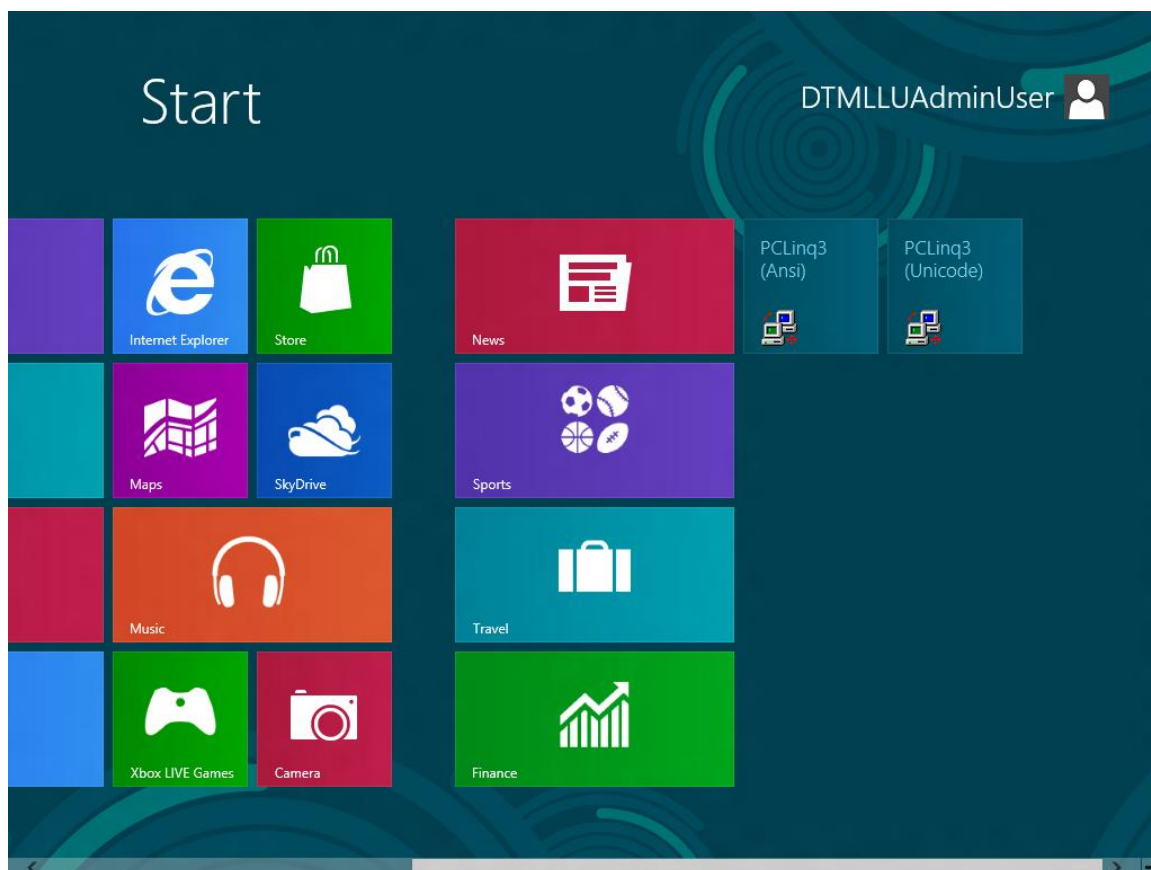 Start
DTMLLUAdminUser
Internet Explorer
Store
News
PCLinq3
(Ansi)
PCLinq3
(Unicode)
Maps
SkyDrive
Sports
Music
Travel
Xbox LIVE Games
Camera
Finance